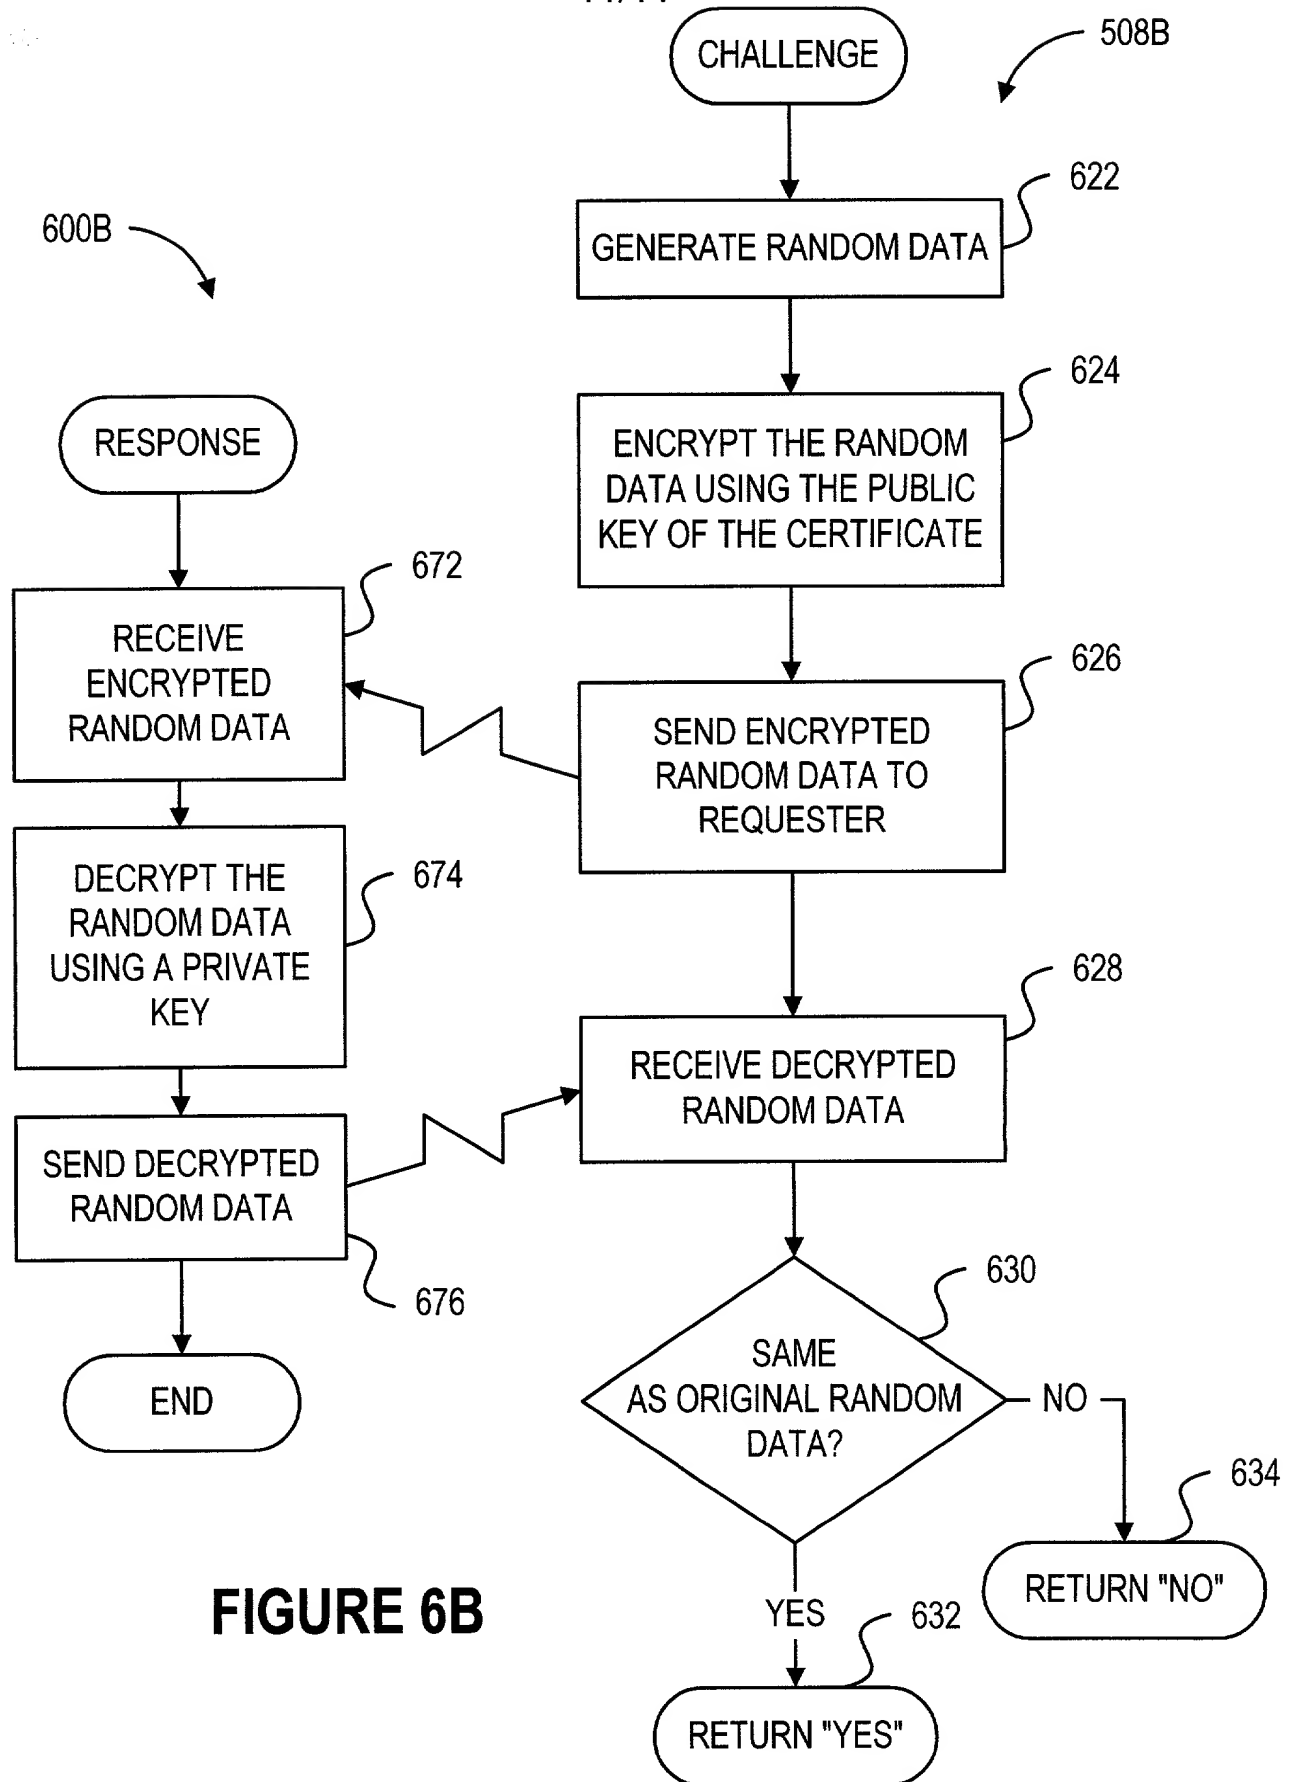 CHALLENGE
508B
622
GENERATE RANDOM DATA
600B
624
ENCRYPT THE RANDOM
DATA USING THE PUBLIC
KEY OF THE CERTIFICATE
RESPONSE
672
RECEIVE
ENCRYPTED
RANDOM DATA
626
SEND ENCRYPTED
RANDOM DATA TO
REQUESTER
674
DECRYPT THE
RANDOM DATA
USING A PRIVATE
KEY
628
RECEIVE DECRYPTED
RANDOM DATA
SEND DECRYPTED
RANDOM DATA
676
630
SAME
AS ORIGINAL RANDOM
DATA?
NO
END
634
RETURN "NO"
YES
632
RETURN "YES"
FIGURE 6B